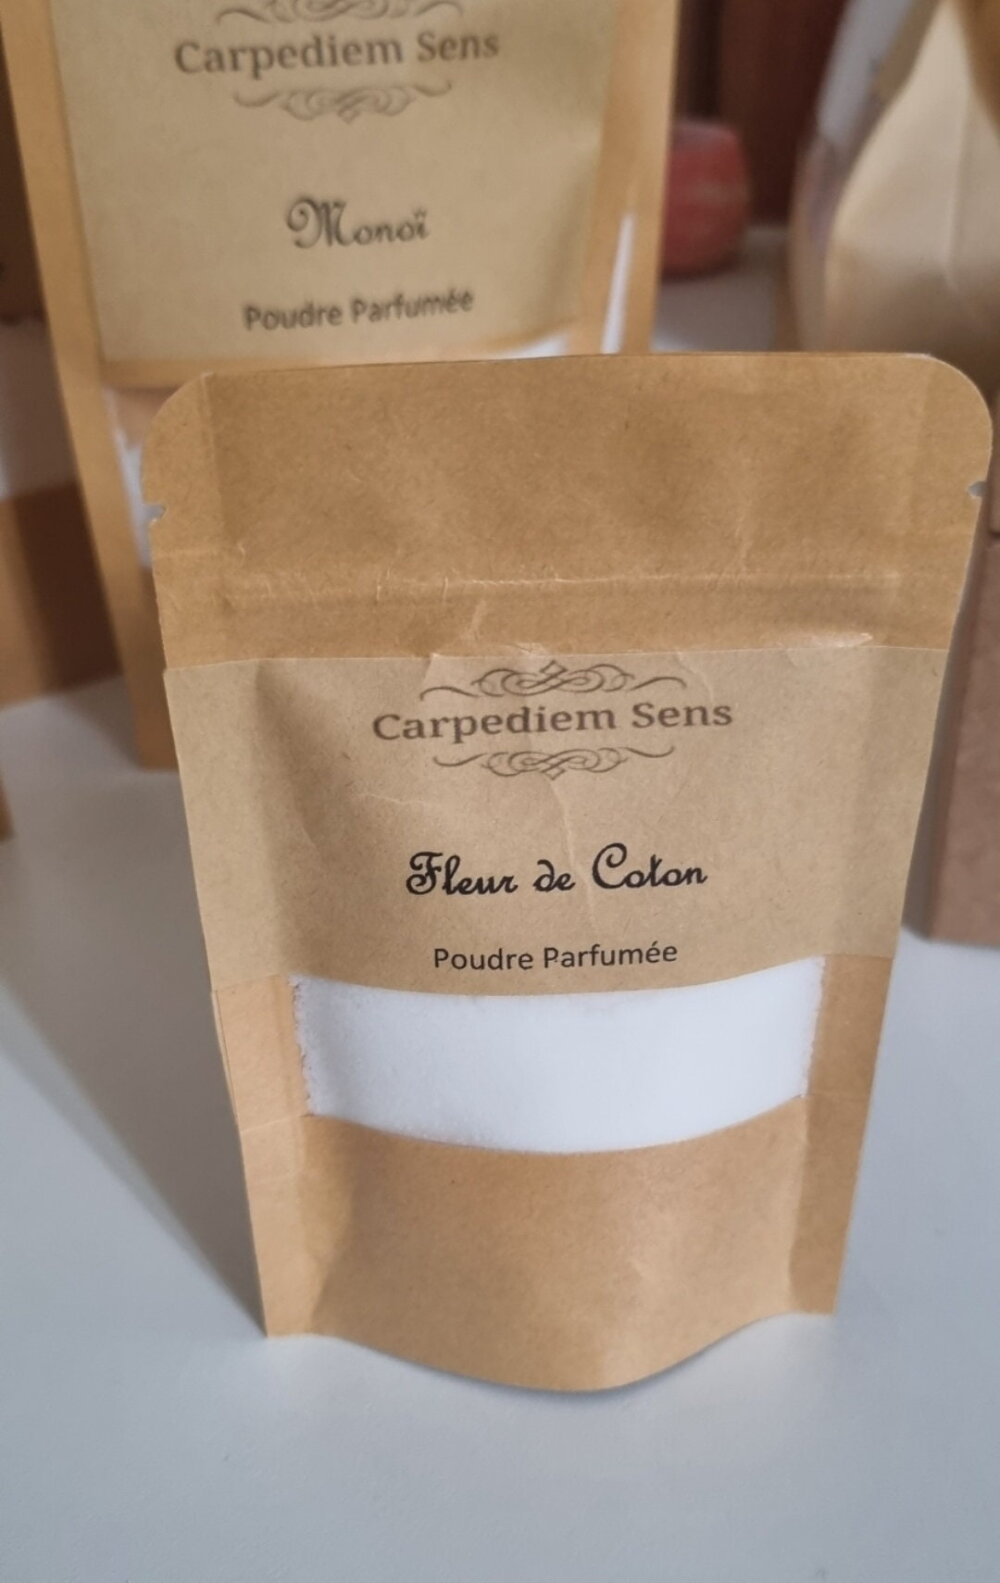 Carpediem Sens
Monoï
Poudre Parfumée
Carpediem Sens
Fleur de Coton
Poudre Parfumée